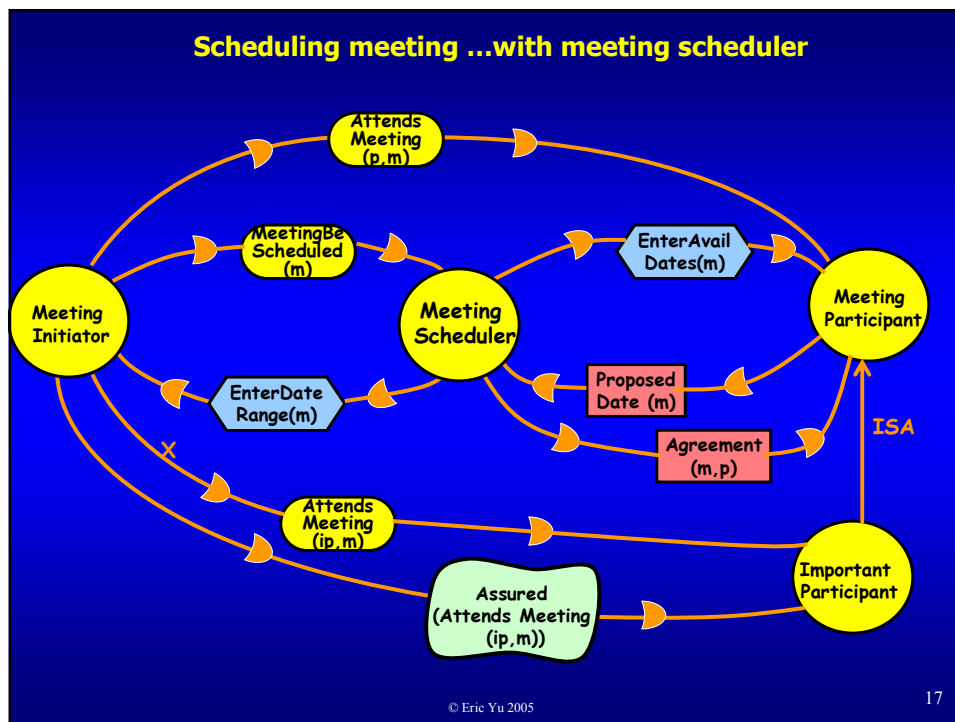 Scheduling meeting ...with meeting scheduler
Attends
Meeting
(p,m)
MeetingBe
Scheduled
(m)
EnterAvail
Dates(m)
Meeting
Initiator
Meeting
Scheduler
Meeting
Participant
EnterDate
Range(m)
Proposed
Date (m)
Agreement
(m,p)
ISA
X
Attends
Meeting
(ip,m)
Important
Participant
Assured
(Attends Meeting
(ip,m))
© Eric Yu 2005
17